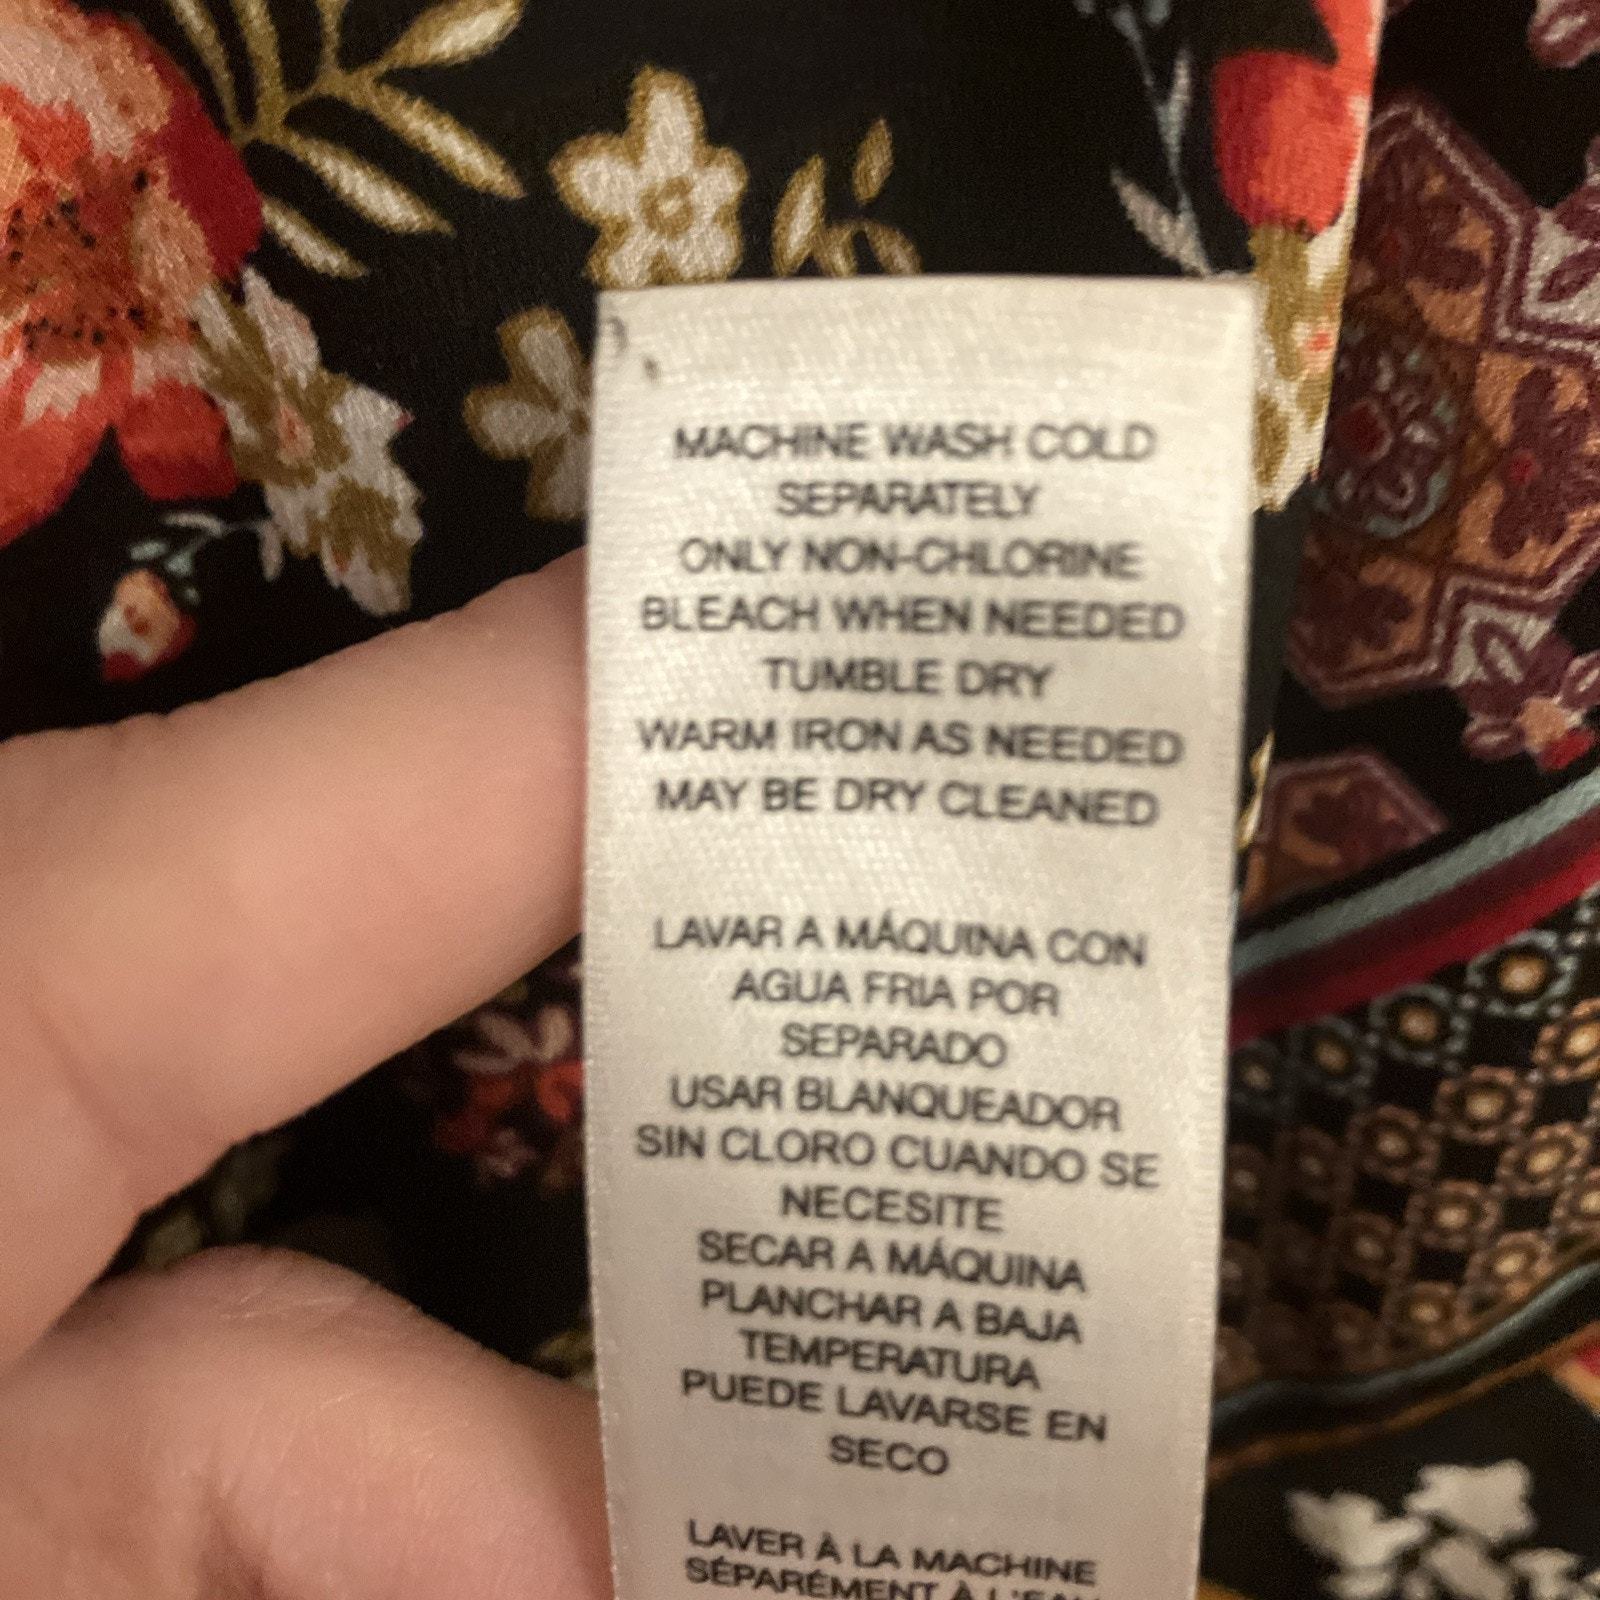 MACHINE WASH COLD
SEPARATELY
ONLY NON-CHLORINE
BLEACH WHEN NEEDED
TUMBLE DRY
WARM IRON AS NEEDED
MAY BE DRY CLEANED
LAVAR A MÁQUINA CON
AGUA FRIA POR
SEPARADO
USAR BLANQUEADOR
SIN CLORO CUANDO SE
NECESITE
SECAR A MÁQUINA
PLANCHAR A BAJA
TEMPERATURA
PUEDE LAVARSE EN
SECO
LAVER À LA MACHINE
SÉPARÉMENT À L'EAU